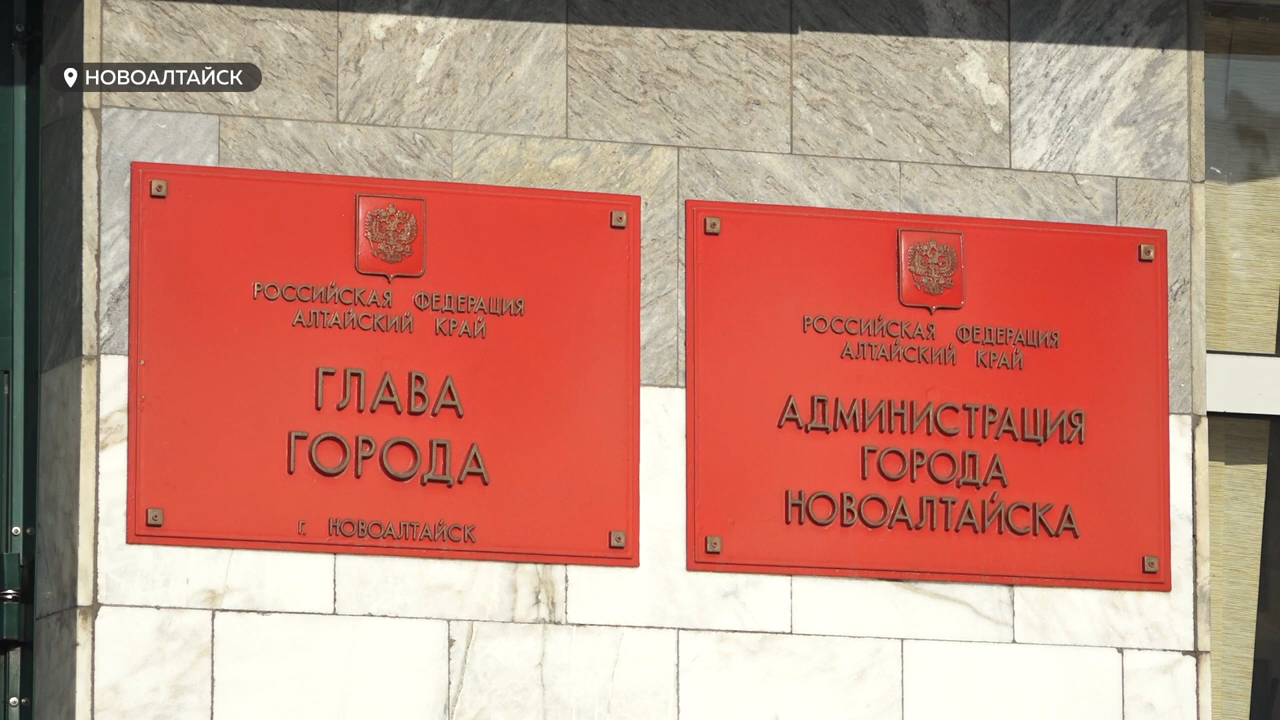 НОВОАЛТАЙСК
РОССИЙСКАЯ ФЕДЕРАЦИЯ
АЛТАЙСКИЙ КРАЙ
ГЛАВА
ГОРОДА
г. НОВОАЛТАЙСК
РОССИЙСКАЯ ФЕДЕРАЦИЯ
АЛТАЙСКИЙ КРАЙ
АДМИНИСТРАЦИЯ
ГОРОДА
НОВОАЛТАЙСКА